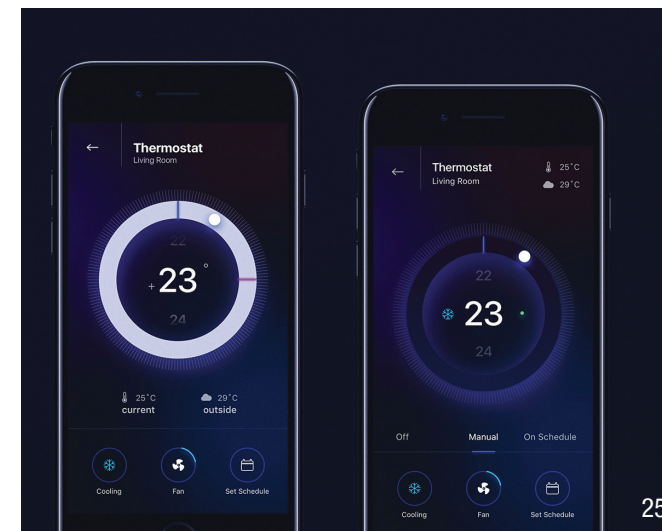 Thermostat
Living Room
22
+23°
24
25°C
current
29°C
outside
Cooling
Fan
Set Schedule
Thermostat
Living Room
25°C
29°C
22
23
24
Off
Manual
On Schedule
Cooling
Fan
Set Schedule
25